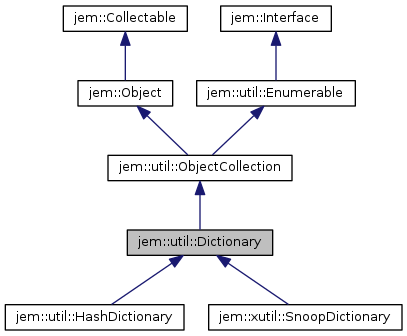 jem::Collectable
jem::Interface
jem::Object
jem::util::Enumerable
jem::util::ObjectCollection
jem::util::Dictionary
jem::util::HashDictionary
jem::xutil::SnoopDictionary